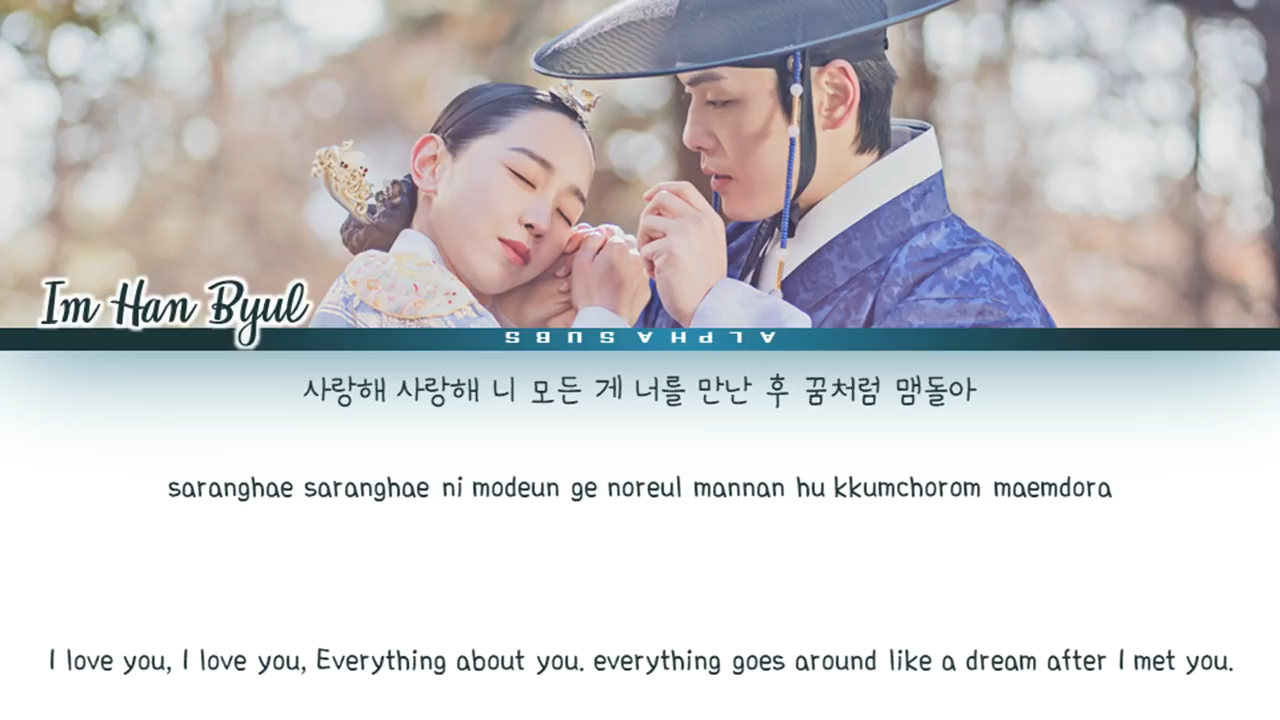 Im Han Byul
ALPHASUBS
사랑해 사랑해 니 모든 게 너를 만난 후 꿈처럼 맴돌아
saranghae saranghae ni modeun ge noreul mannan hu kkumchorom maemdora
I love you, I love you, Everything about you. everything goes around like a dream after I met you.